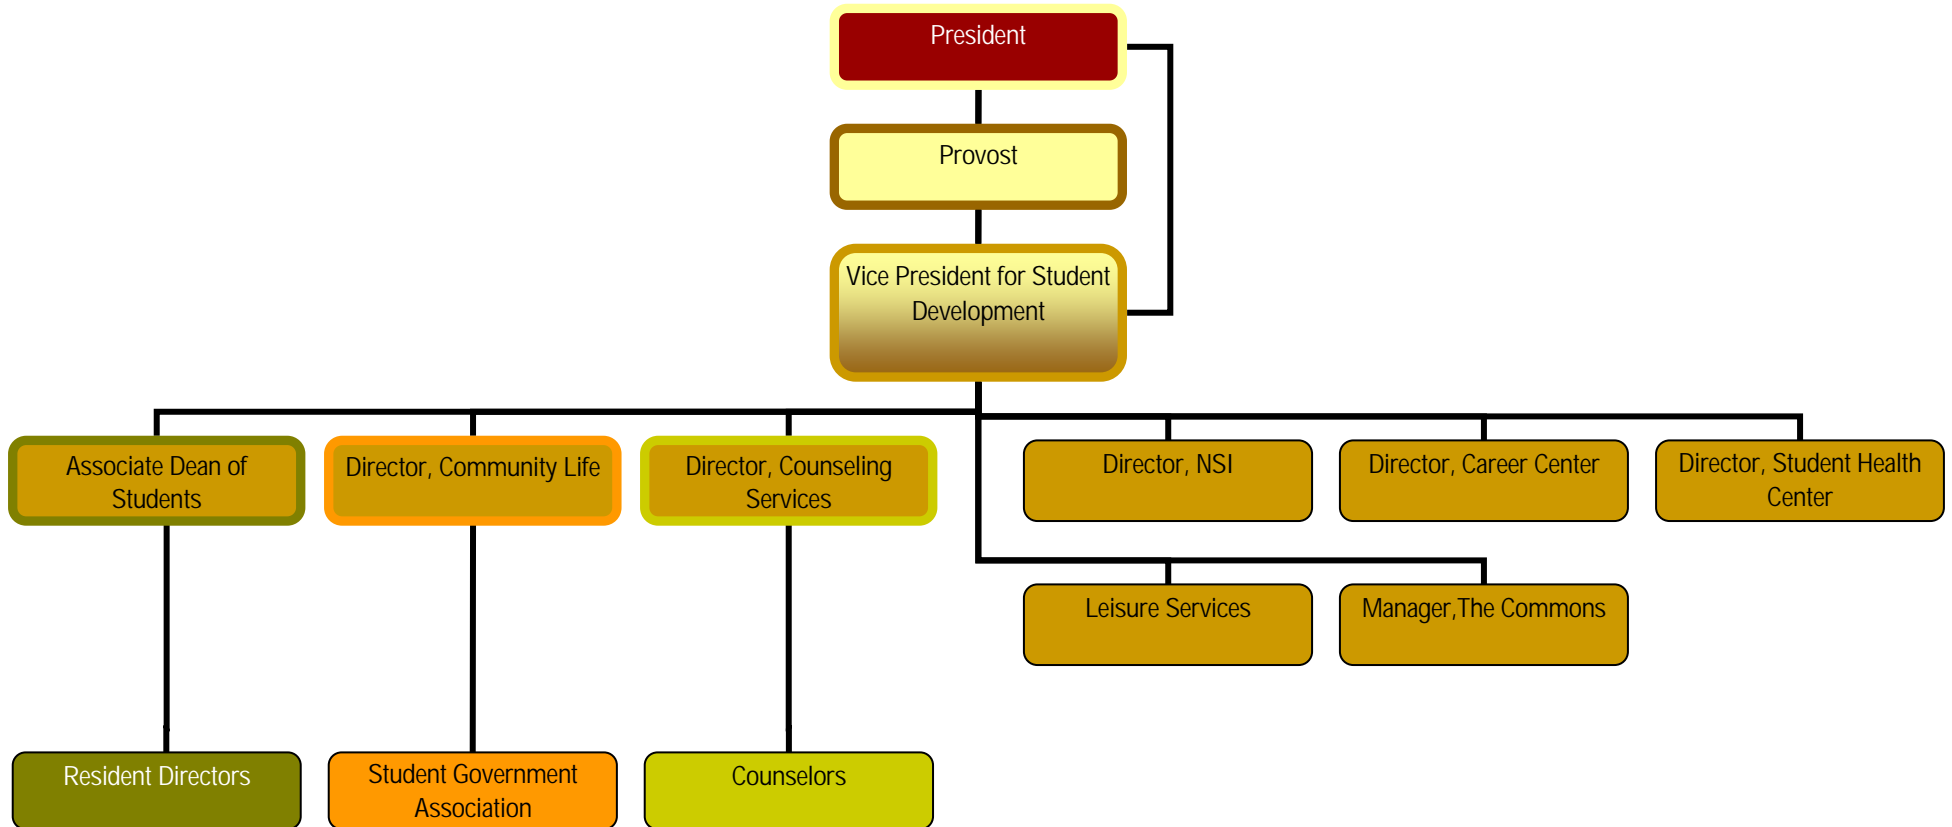 President
Provost
Vice President for Student
Development
Associate Dean of
Students
Director, Community Life
Director, Counseling
Services
Director, NSI
Director, Career Center
Director, Student Health
Center
Leisure Services
Manager,The Commons
Resident Directors
Student Government
Association
Counselors